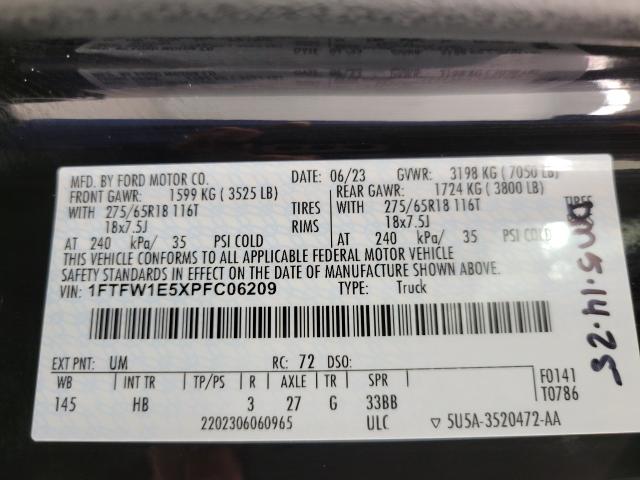 MFD. BY FORD MOTOR CO.
DATE: 06/23 GVWR: 3198 KG ( 7050 LB)
FRONT GAWR: 1599 KG ( 3525 LB)
REAR GAWR: 1724 KG ( 3800 LB)
WITH 275/65R18 116T TIRES
18x7.5J RIMS
WITH 275/65R18 116T TIRES
18x7.5J
AT 240 kPa/ 35 PSI COLD
AT 240 kPa/ 35 PSI COLD
THIS VEHICLE CONFORMS TO ALL APPLICABLE FEDERAL MOTOR VEHICLE
SAFETY STANDARDS IN EFFECT ON THE DATE OF MANUFACTURE SHOWN ABOVE.
VIN: 1FTFW1E5XPFC06209 TYPE: Truck
EXT PNT: UM RC: 72 DSO:
WB INT TR TP/PS R AXLE TR SPR
145 HB 3 27 G 33BB
F0141
T0786
2202306060965 ULC ▽ 5U5A-3520472-AA
5.14.25